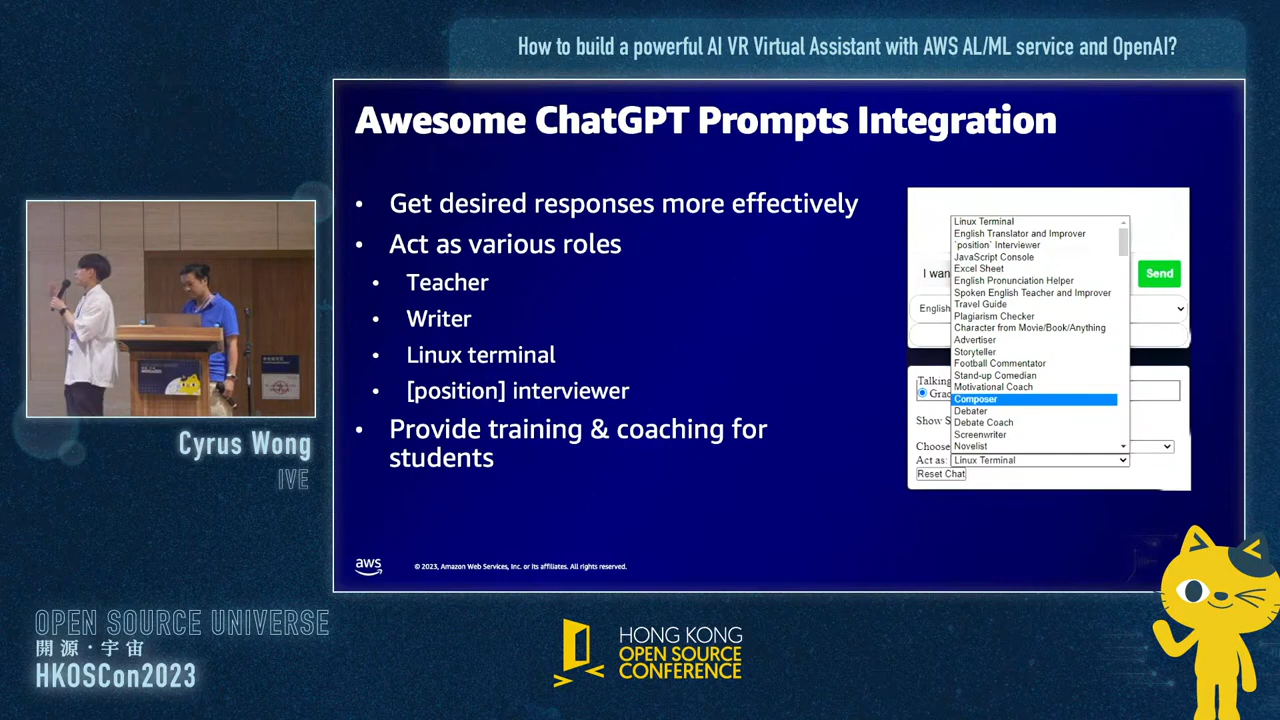 How to build a powerful AI VR Virtual Assistant with AWS AL/ML service and OpenAI?
Awesome ChatGPT Prompts Integration
• Get desired responses more effectively
• Act as various roles
• Teacher
• Writer
• Linux terminal
• [position] interviewer
• Provide training & coaching for
students
Linux Terminal
English Translator and Improver
`position` Interviewer
JavaScript Console
Excel Sheet
English Pronunciation Helper
Spoken English Teacher and Improver
Travel Guide
Plagiarism Checker
Character from Movie/Book/Anything
Advertiser
Storyteller
Football Commentator
Stand-up Comedian
Motivational Coach
Composer
Debater
Debate Coach
Screenwriter
Novelist
I wan
Send
English
Talking
Grac
Show S
Choose
Act as: Linux Terminal
Reset Chat
aws
© 2023, Amazon Web Services, Inc. or its affiliates. All rights reserved.
Cyrus Wong
IVE
OPEN SOURCE UNIVERSE
開源·宇宙
HKOSCon2023
HONG KONG
OPEN SOURCE
CONFERENCE